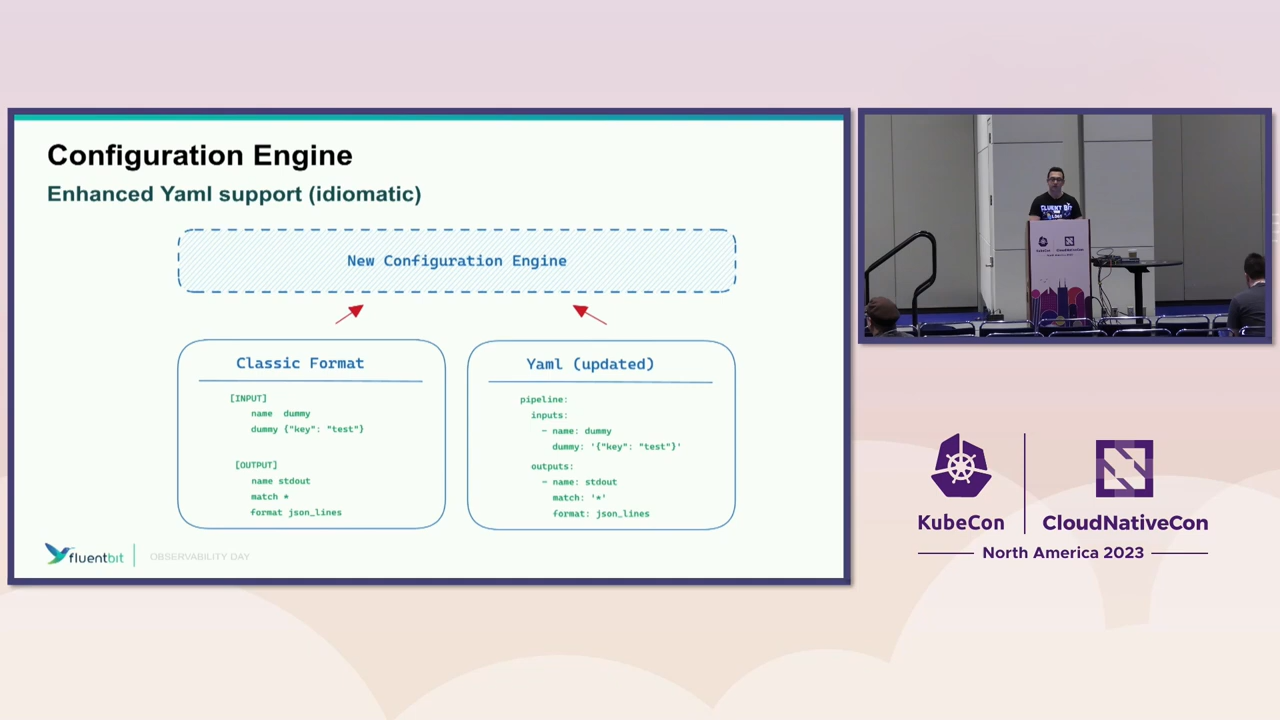 Configuration Engine
Enhanced Yaml support (idiomatic)
New Configuration Engine
Classic Format
[INPUT]
name dummy
dummy {"key": "test"}
[OUTPUT]
name stdout
match *
format json_lines
Yaml (updated)
pipeline:
inputs:
- name: dummy
dummy: '{"key": "test"}'
outputs:
- name: stdout
match: '*'
format: json_lines
fluentbit
OBSERVABILITY DAY
FLUENT BIT
KubeCon
CloudNativeCon
North America 2023